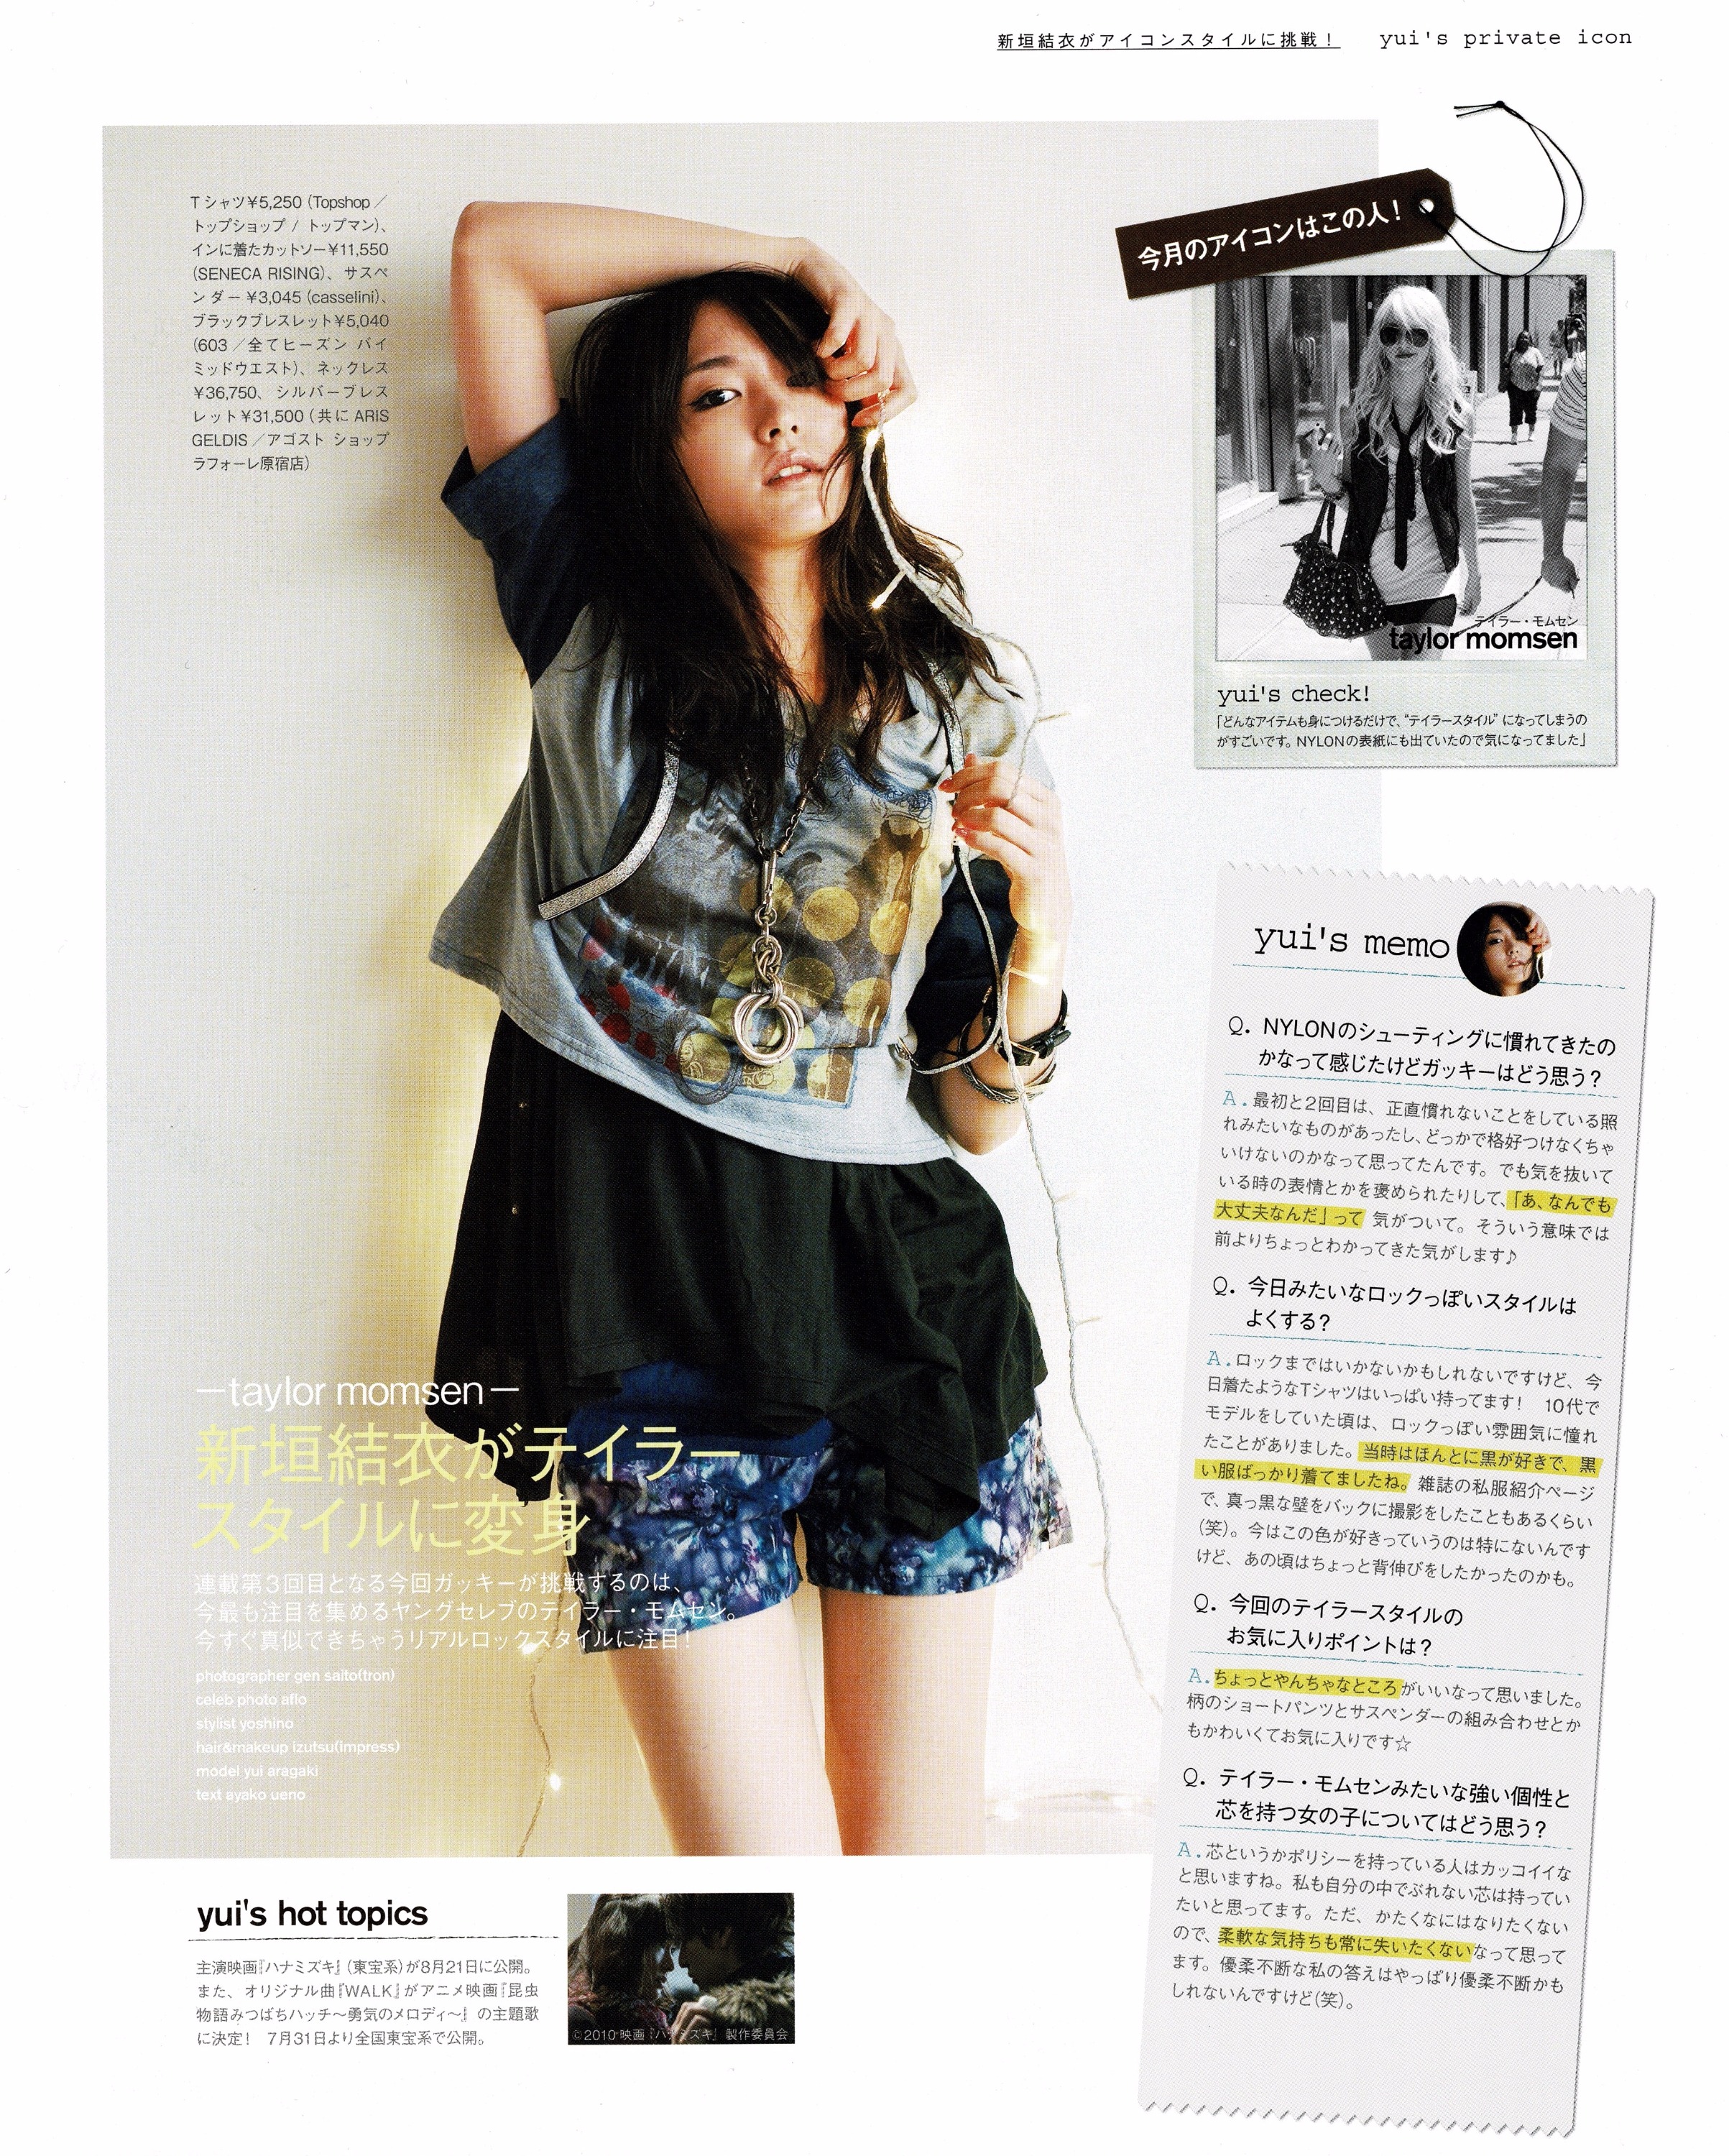 新垣結衣がアイコンスタイルに挑戦！ yui's private icon
Tシャツ¥5,250（Topshop／
トップショップ / トップマン）、
インに着たカットソー¥11,550
（SENECA RISING）、サスペ
ンダー¥3,045（casselini）、
ブラックブレスレット¥5,040
（603／全てヒーズン バイ
ミッドウエスト）、ネックレス
¥36,750、シルバーブレス
レット¥31,500（共にARIS
GELDIS／アゴスト ショップ
ラフォーレ原宿店）
今月のアイコンはこの人！
テイラー・モムセン
taylor momsen
yui's check!
「どんなアイテムも身につけるだけで、“テイラースタイル”になってしまうの
がすごいです。NYLONの表紙にも出ていたので気になってました」
yui's memo
Q. NYLONのシューティングに慣れてきたの
かなって感じたけどガッキーはどう思う？
A. 最初と2回目は、正直慣れないことをしている照
れみたいなものがあったし、どっかで格好つけなくちゃ
いけないのかなって思ってたんです。でも気を抜いて
いる時の表情とかを褒められたりして、「あ、なんでも
大丈夫なんだ」って 気がついて。そういう意味では
前よりちょっとわかってきた気がします♪
Q. 今日みたいなロックっぽいスタイルは
よくする？
A. ロックまではいかないかもしれないですけど、今
日着たようなTシャツはいっぱい持ってます！ 10代で
モデルをしていた頃は、ロックっぽい雰囲気に憧れ
たことがありました。当時はほんとに黒が好きで、黒
い服ばっかり着てましたね。雑誌の私服紹介ページ
で、真っ黒な壁をバックに撮影をしたこともあるくらい
（笑）。今はこの色が好きっていうのは特にないんです
けど、あの頃はちょっと背伸びをしたかったのかも。
Q. 今回のテイラースタイルの
お気に入りポイントは？
A. ちょっとやんちゃなところがいいなって思いました。
柄のショートパンツとサスペンダーの組み合わせとか
もかわいくてお気に入りです☆
Q. テイラー・モムセンみたいな強い個性と
芯を持つ女の子についてはどう思う？
A. 芯というかポリシーを持っている人はカッコイイな
と思いますね。私も自分の中でぶれない芯は持ってい
たいと思ってます。ただ、かたくなにはなりたくない
ので、柔軟な気持ちも常に失いたくないなって思って
ます。優柔不断な私の答えはやっぱり優柔不断かも
しれないんですけど（笑）。
—taylor momsen—
新垣結衣がテイラー
スタイルに変身
連載第3回目となる今回ガッキーが挑戦するのは、
今最も注目を集めるヤングセレブのテイラー・モムセン。
今すぐ真似できちゃうリアルロックスタイルに注目！
photographer gen saito(tron)
celeb photo aflo
stylist yoshino
hair&makeup izutsu(impress)
model yui aragaki
text ayako ueno
yui's hot topics
主演映画『ハナミズキ』（東宝系）が8月21日に公開。
また、オリジナル曲『WALK』がアニメ映画『昆虫
物語みつばちハッチ〜勇気のメロディ〜』の主題歌
に決定！ 7月31日より全国東宝系で公開。
©2010 映画『ハナミズキ』製作委員会